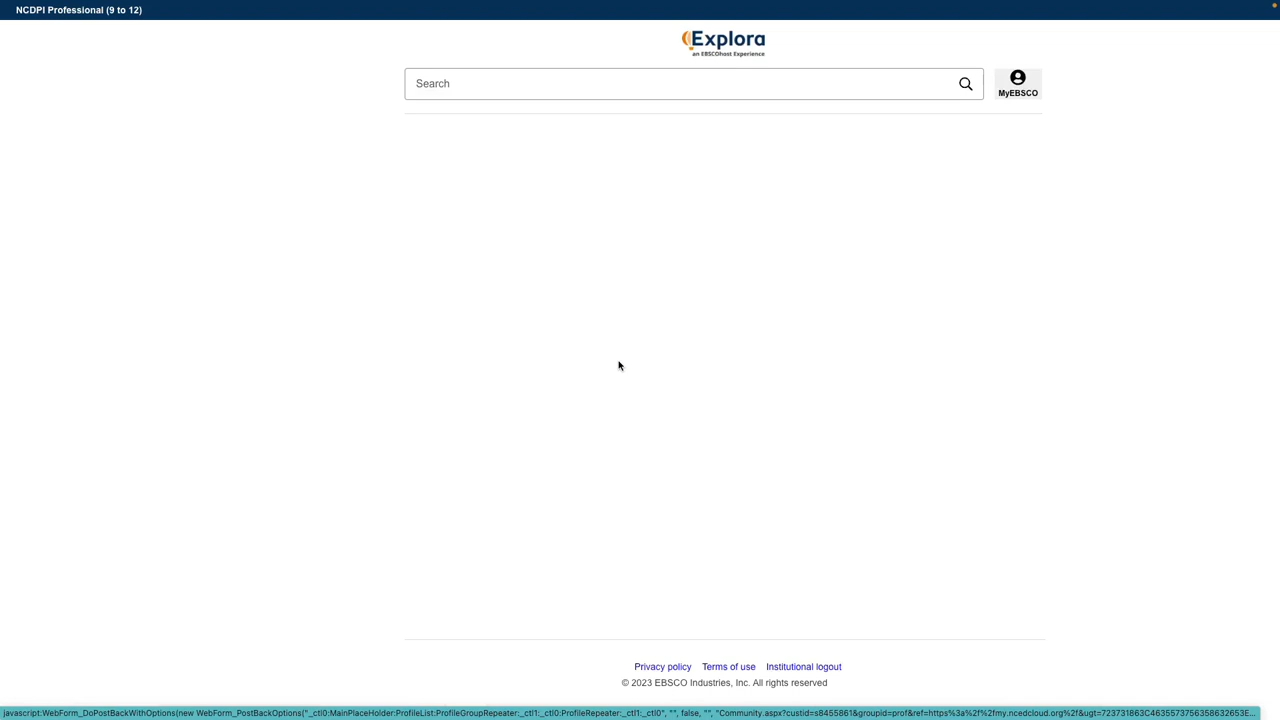 NCDPI Professional (9 to 12)
Explora
an EBSCOhost Experience
Search
MyEBSCO
Privacy policy Terms of use Institutional logout
© 2023 EBSCO Industries, Inc. All rights reserved
javascript:WebForm_DoPostBackWithOptions(new WebForm_PostBackOptions("_ctl0:MainPlaceHolder:ProfileList:ProfileGroupRepeater:_ctl1:_ctl0:ProfileRepeater:_ctl1:_ctl0", "", false, "", "Community.aspx?custid=s8455861&groupid=prof&ref=https%3a%2f%2fmy.ncedcloud.org%2f&ugt=723731863C4635573756358632653E...